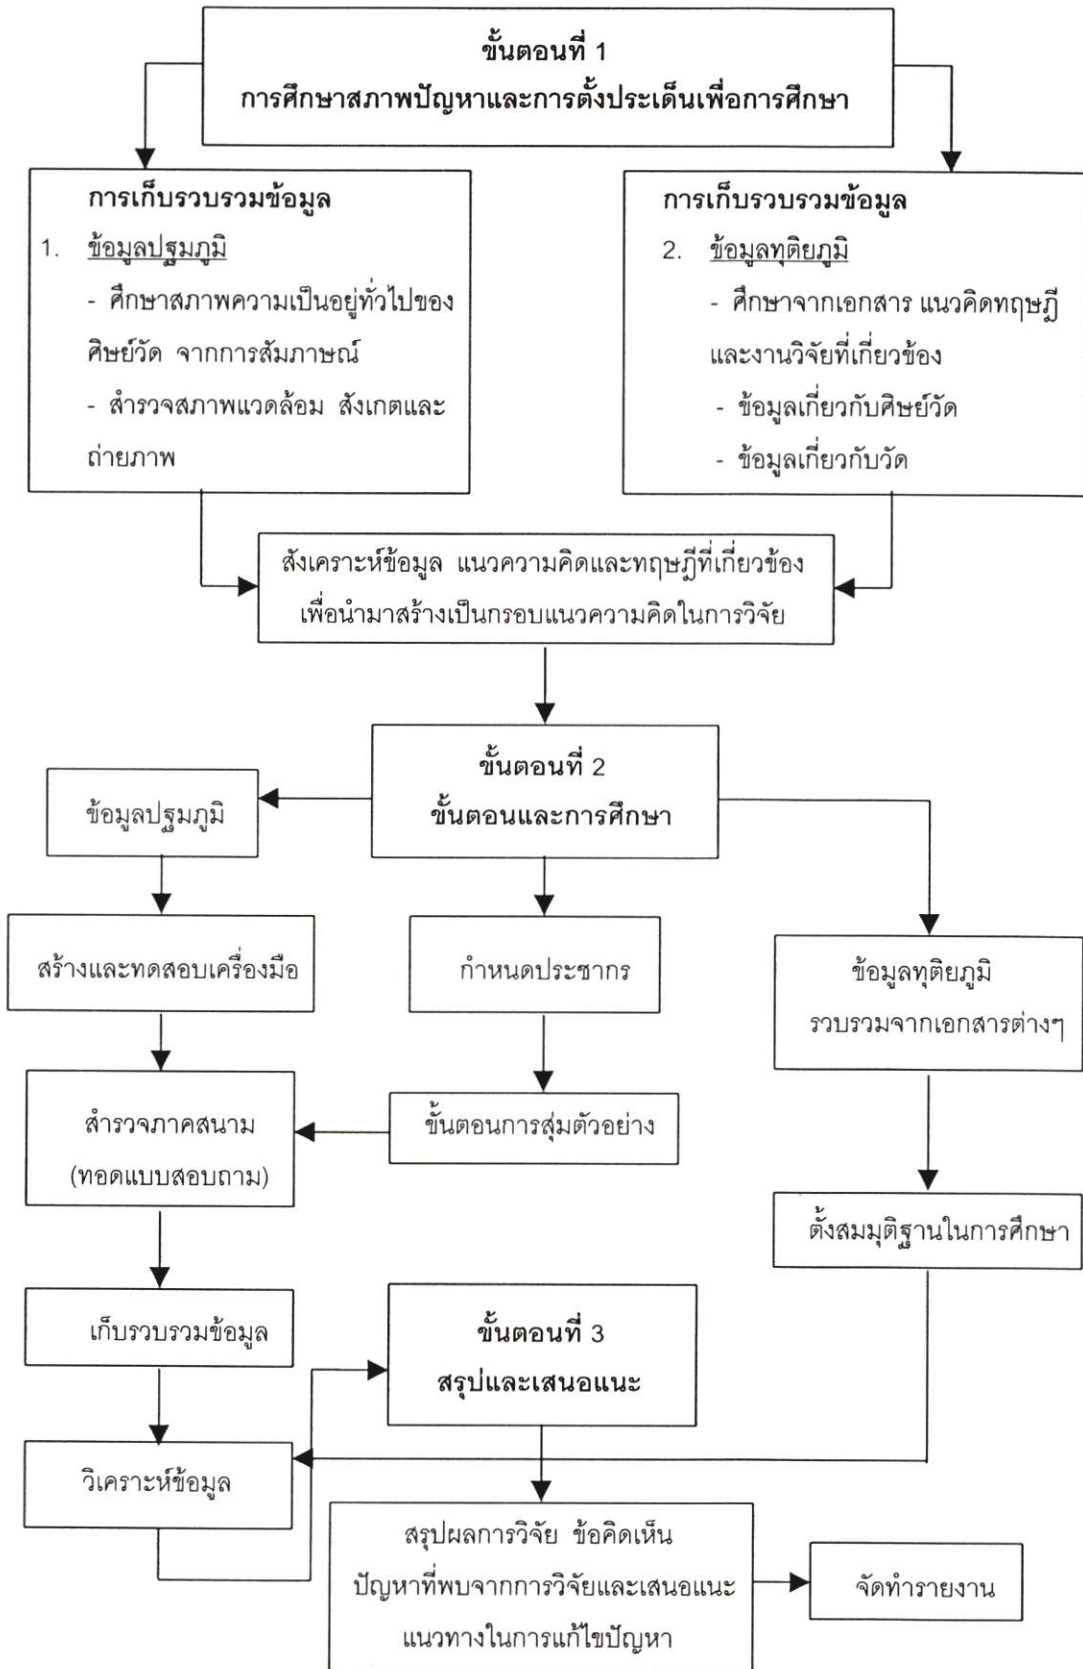 ขั้นตอนที่ 1
การศึกษาสภาพปัญหาและการตั้งประเด็นเพื่อการศึกษา
การเก็บรวบรวมข้อมูล
1. ข้อมูลปฐมภูมิ
- ศึกษาสภาพความเป็นอยู่ทั่วไปของ
ศิษย์วัด จากการสัมภาษณ์
- สำรวจสภาพแวดล้อม สังเกตและ
ถ่ายภาพ
การเก็บรวบรวมข้อมูล
2. ข้อมูลทุติยภูมิ
- ศึกษาจากเอกสาร แนวคิดทฤษฎี
และงานวิจัยที่เกี่ยวข้อง
- ข้อมูลเกี่ยวกับศิษย์วัด
- ข้อมูลเกี่ยวกับวัด
สังเคราะห์ข้อมูล แนวความคิดและทฤษฎีที่เกี่ยวข้อง
เพื่อนำมาสร้างเป็นกรอบแนวความคิดในการวิจัย
ขั้นตอนที่ 2
ขั้นตอนและการศึกษา
ข้อมูลปฐมภูมิ
สร้างและทดสอบเครื่องมือ
กำหนดประชากร
ข้อมูลทุติยภูมิ
รวบรวมจากเอกสารต่างๆ
สำรวจภาคสนาม
(ทอดแบบสอบถาม)
ขั้นตอนการสุ่มตัวอย่าง
ตั้งสมมุติฐานในการศึกษา
เก็บรวบรวมข้อมูล
ขั้นตอนที่ 3
สรุปและเสนอแนะ
วิเคราะห์ข้อมูล
สรุปผลการวิจัย ข้อคิดเห็น
ปัญหาที่พบจากการวิจัยและเสนอแนะ
แนวทางในการแก้ไขปัญหา
จัดทำรายงาน